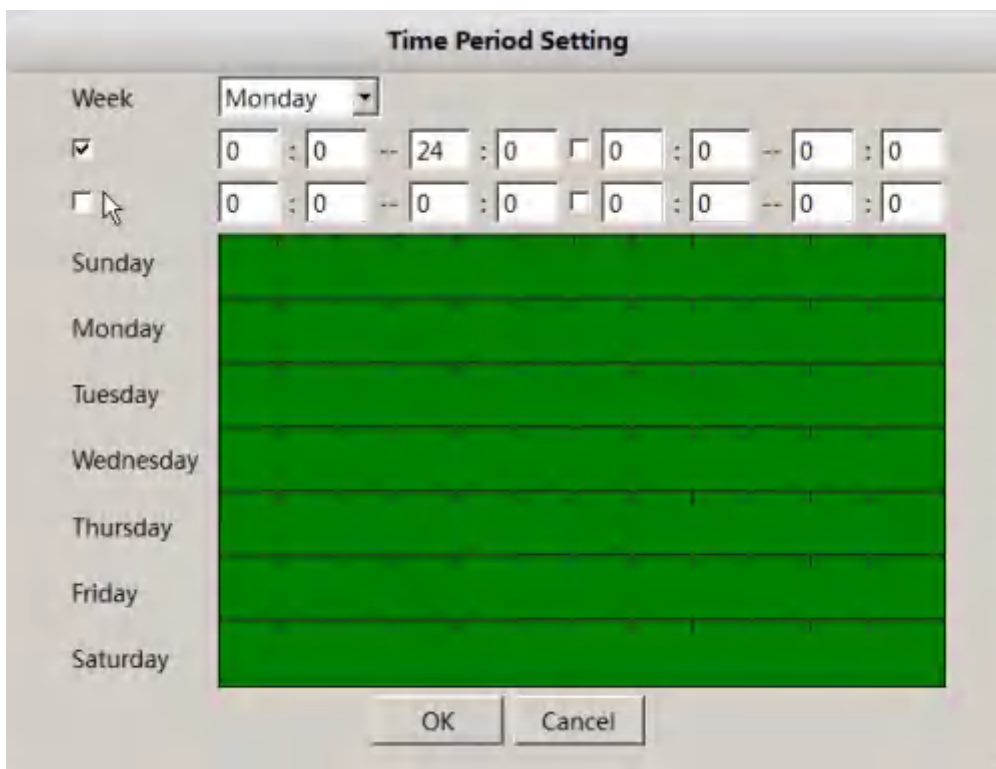 Time Period Setting
Week Monday
0 : 0 -- 24 : 0 0 : 0 -- 0 : 0
0 : 0 -- 0 : 0 0 : 0 -- 0 : 0
Sunday
Monday
Tuesday
Wednesday
Thursday
Friday
Saturday
OK Cancel